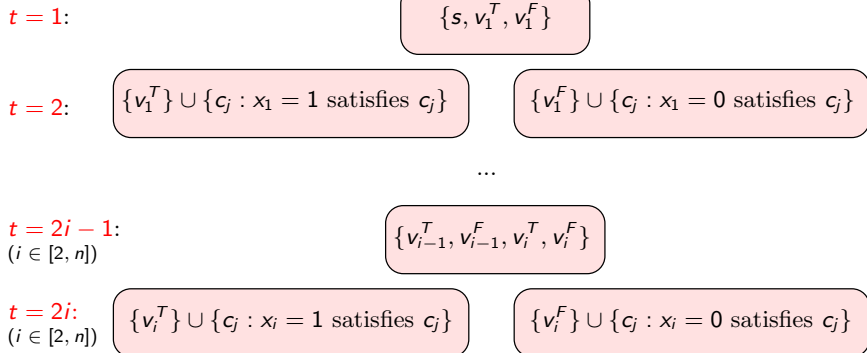 t = 1: {s, v_1^T, v_1^F}
t = 2: {v_1^T} ∪ {c_j : x_1 = 1 satisfies c_j} {v_1^F} ∪ {c_j : x_1 = 0 satisfies c_j}
...
t = 2i − 1: {v_{i−1}^T, v_{i−1}^F, v_i^T, v_i^F}
(i ∈ [2, n])
t = 2i: {v_i^T} ∪ {c_j : x_i = 1 satisfies c_j} {v_i^F} ∪ {c_j : x_i = 0 satisfies c_j}
(i ∈ [2, n])